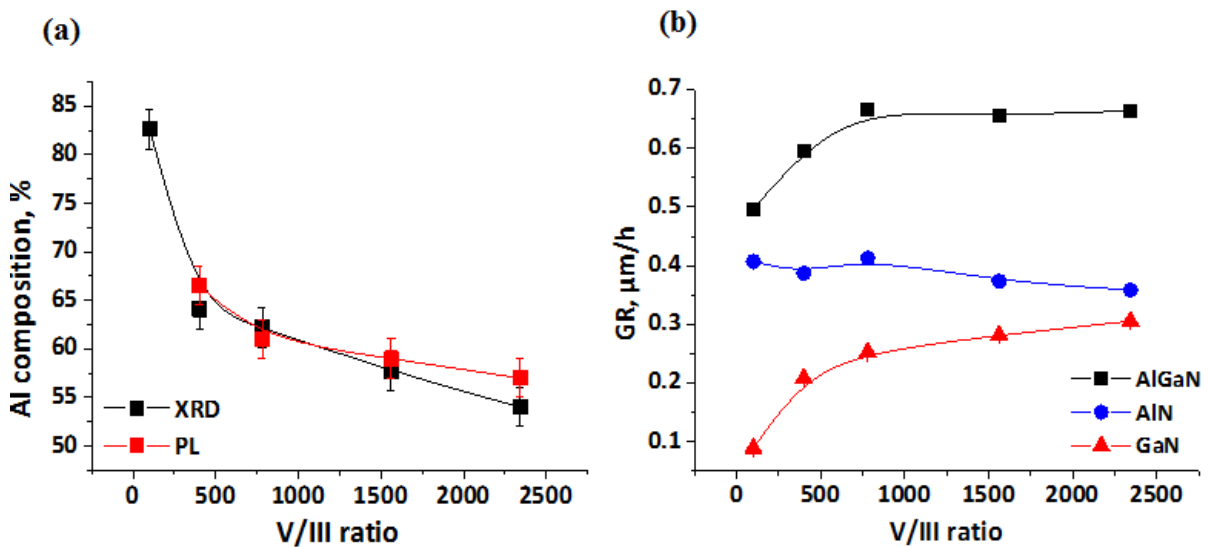 (a)
85
80
75
70
65
60
55
50
Al composition, %
XRD
PL
0 500 1000 1500 2000 2500
V/III ratio
(b)
0.7
0.6
0.5
0.4
0.3
0.2
0.1
GR, µm/h
AlGaN
AlN
GaN
0 500 1000 1500 2000 2500
V/III ratio